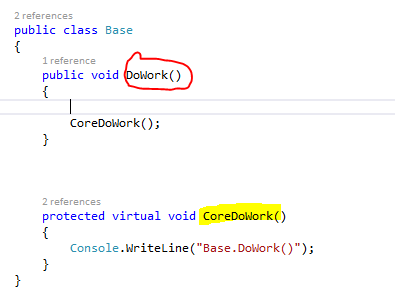 2 references
public class Base
{
1 reference
public void DoWork()
{
CoreDoWork();
}
2 references
protected virtual void CoreDoWork()
{
Console.WriteLine("Base.DoWork()");
}
}